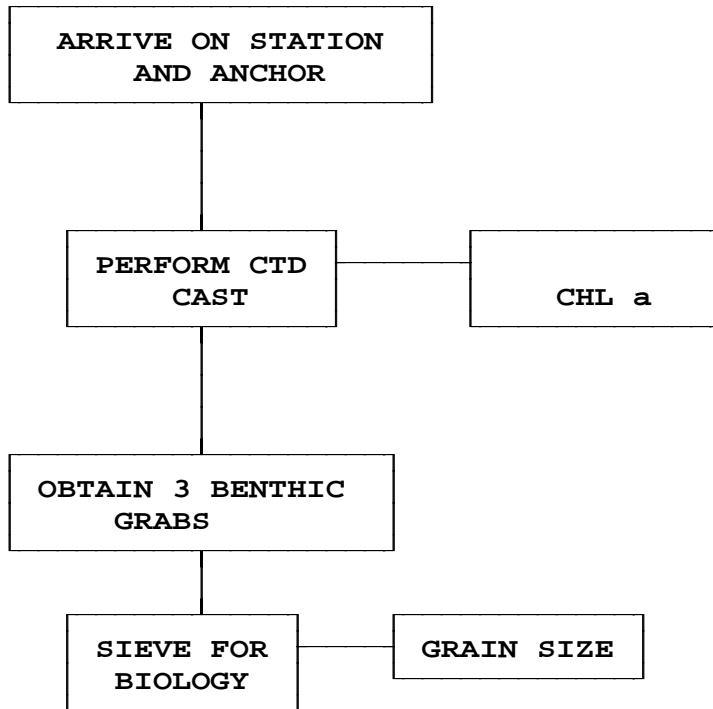 ARRIVE ON STATION
AND ANCHOR
PERFORM CTD
CAST
CHL a
OBTAIN 3 BENTHIC
GRABS
SIEVE FOR
BIOLOGY
GRAIN SIZE